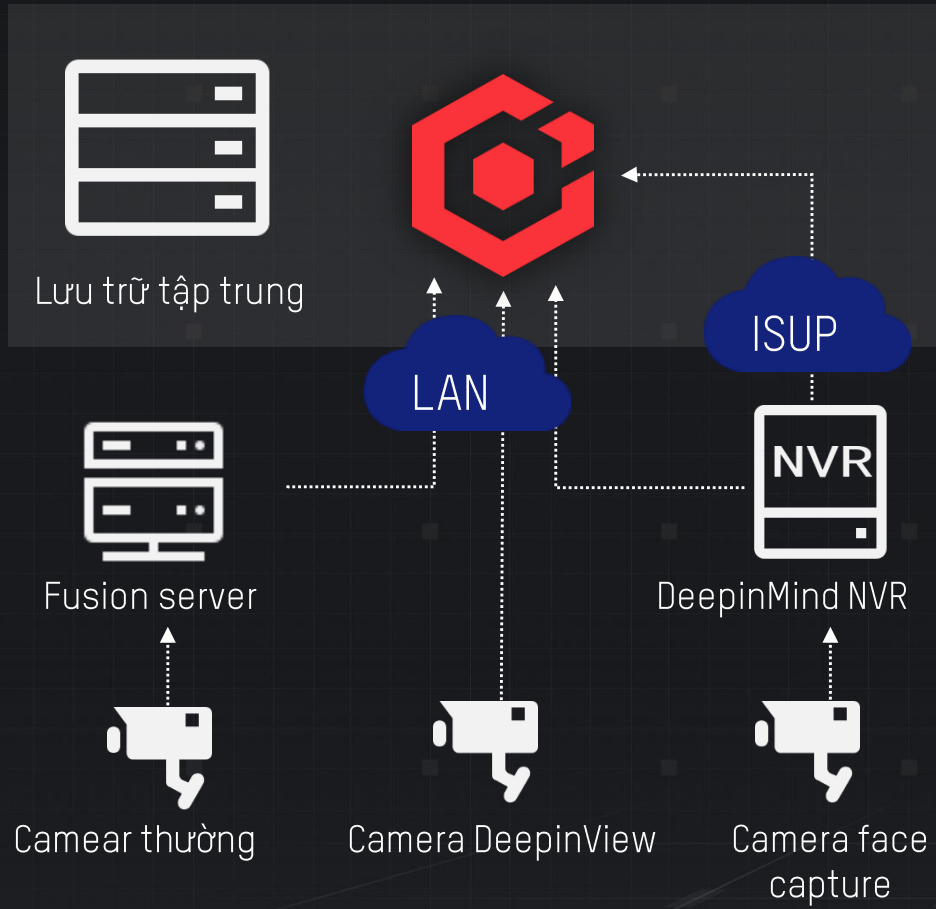 Lưu trữ tập trung
ISUP
LAN
NVR
Fusion server
DeepinMind NVR
Camear thường
Camera DeepinView
Camera face
capture